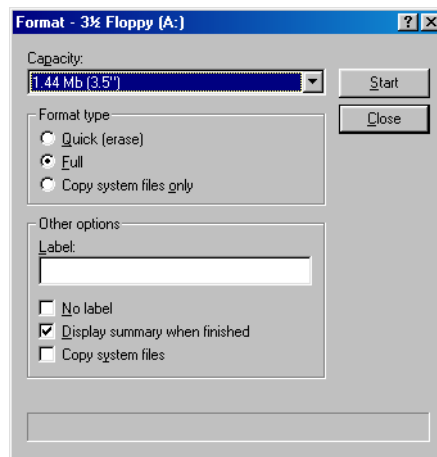 Format - 3½ Floppy (A:)
Capacity:
1.44 Mb (3.5")
Start
Format type
Close
Quick (erase)
Full
Copy system files only
Other options
Label:
No label
Display summary when finished
Copy system files